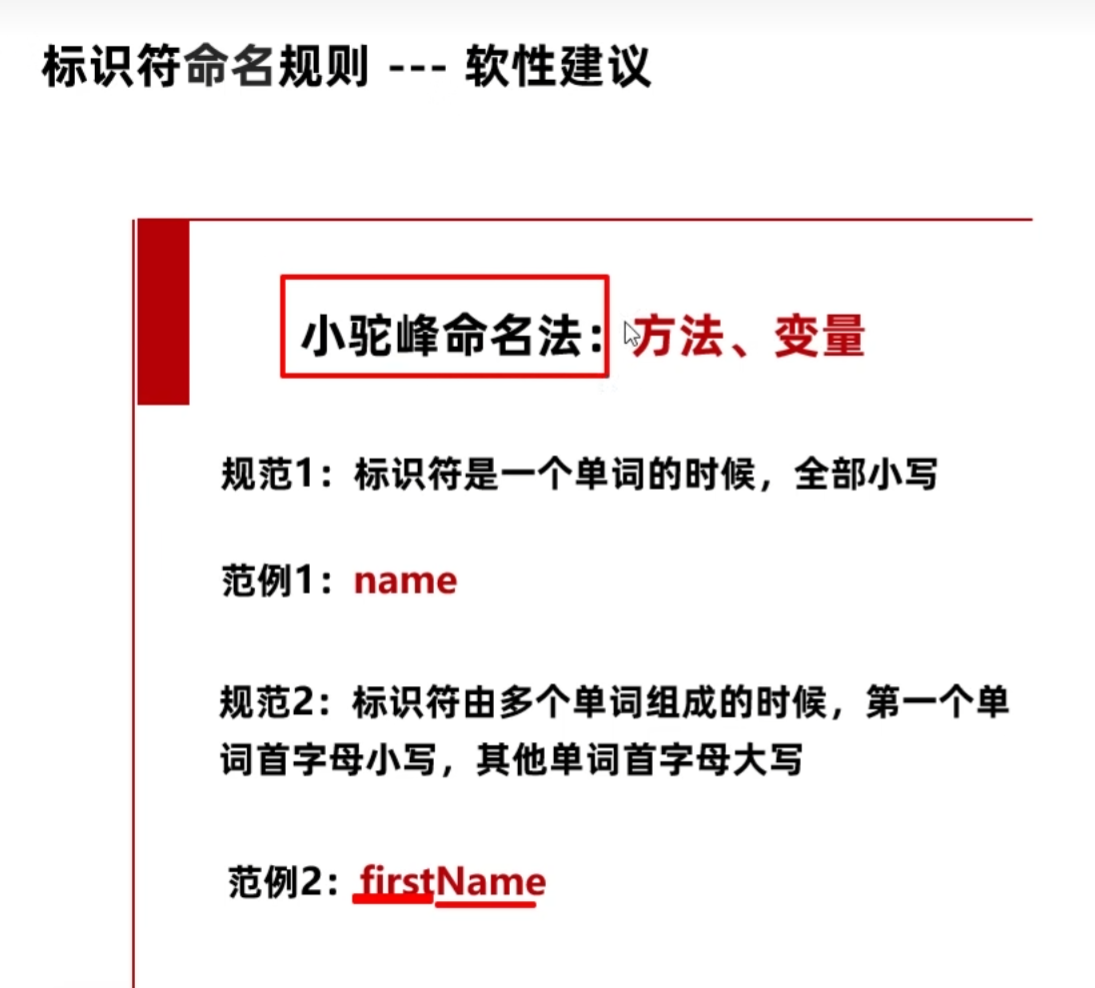 标识符命名规则 --- 软性建议
小驼峰命名法：方法、变量
规范1：标识符是一个单词的时候，全部小写
范例1：name
规范2：标识符由多个单词组成的时候，第一个单
词首字母小写，其他单词首字母大写
范例2：firstName